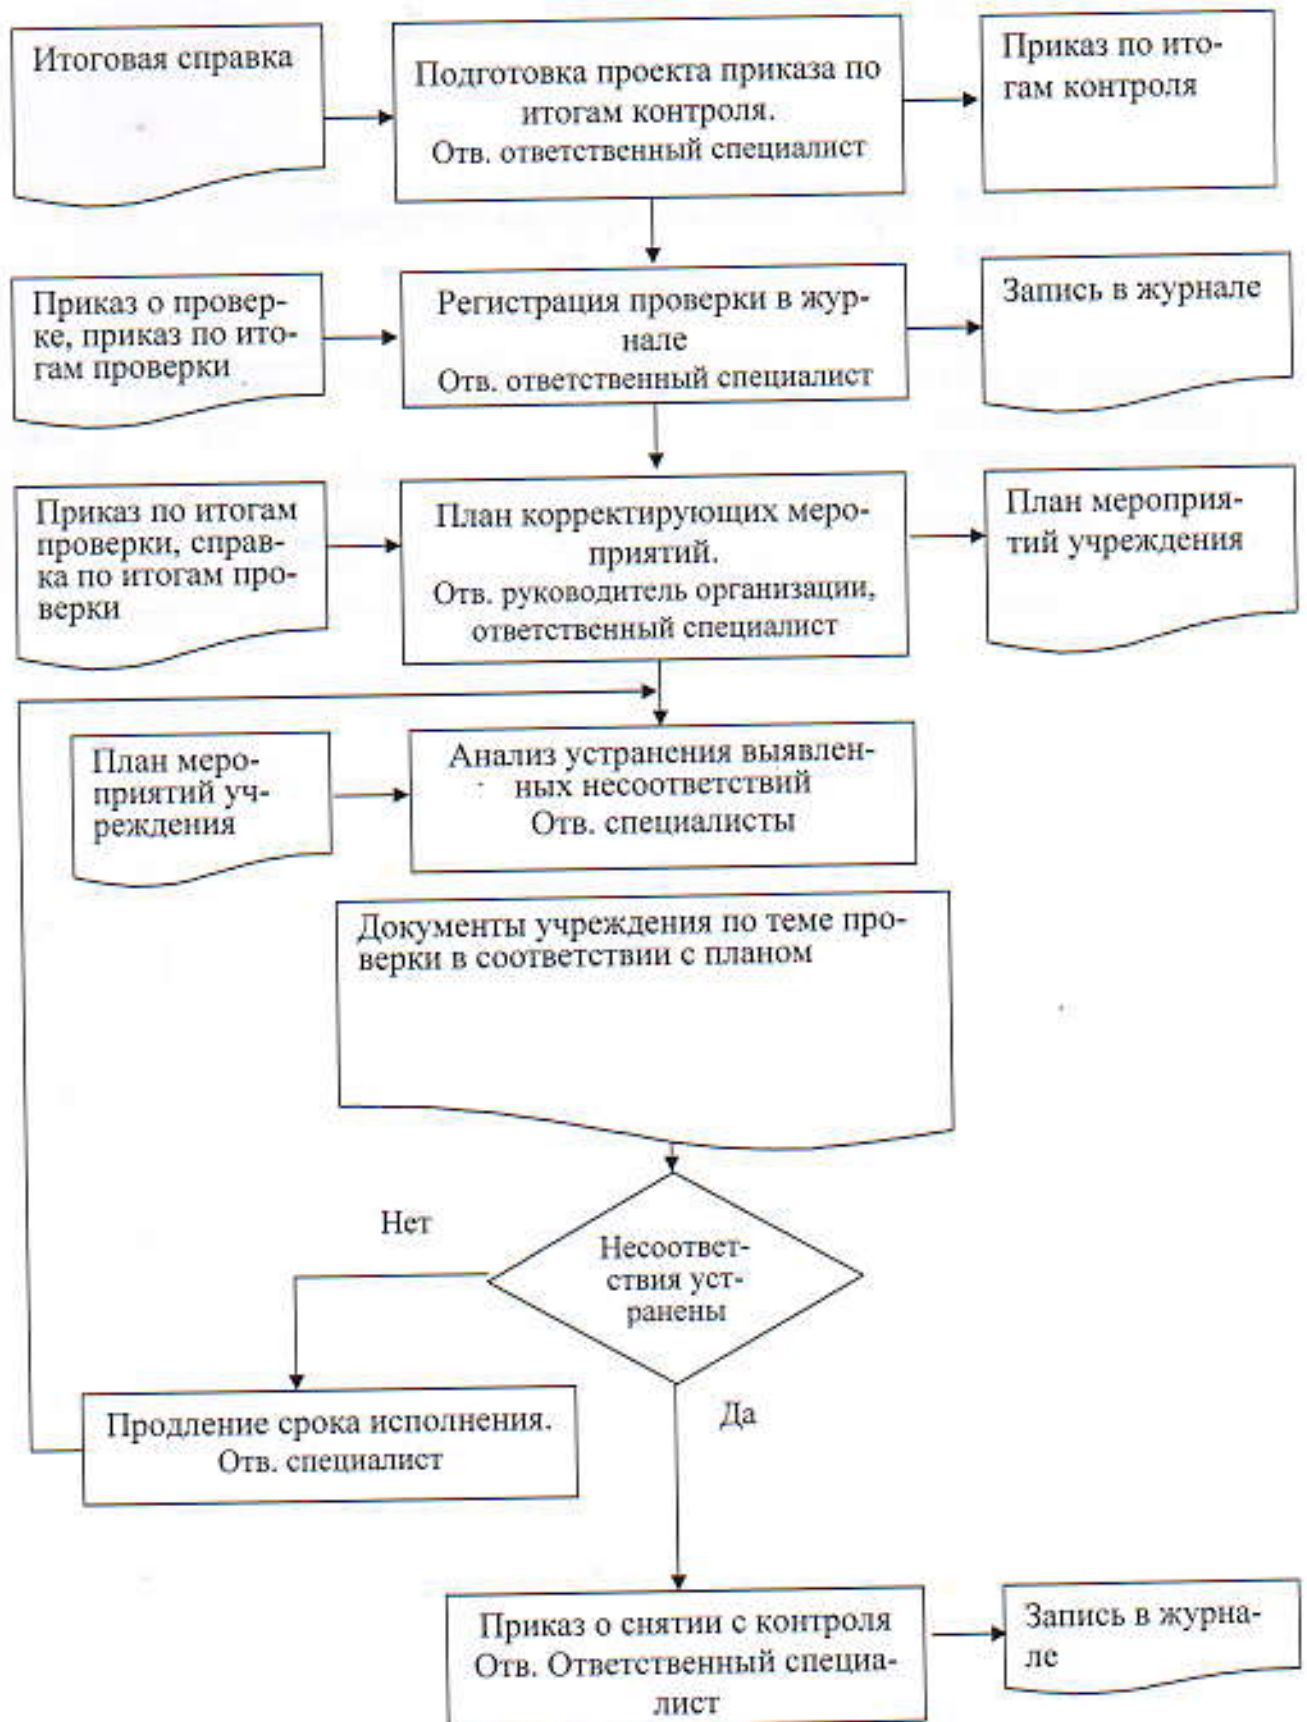 Итоговая справка
Подготовка проекта приказа по
итогам контроля.
Отв. ответственный специалист
Приказ по ито-
гам контроля
Приказ о провер-
ке, приказ по ито-
гам проверки
Регистрация проверки в жур-
нале
Отв. ответственный специалист
Запись в журнале
Приказ по итогам
проверки, справ-
ка по итогам про-
верки
План корректирующих меро-
приятий.
Отв. руководитель организации,
ответственный специалист
План мероприя-
тий учреждения
План меро-
приятий уч-
реждения
Анализ устранения выявлен-
ных несоответствий
Отв. специалисты
Документы учреждения по теме про-
верки в соответствии с планом
Нет
Несоответ-
ствия уст-
ранены
Продление срока исполнения.
Отв. специалист
Да
Приказ о снятии с контроля
Отв. Ответственный специа-
лист
Запись в журна-
ле